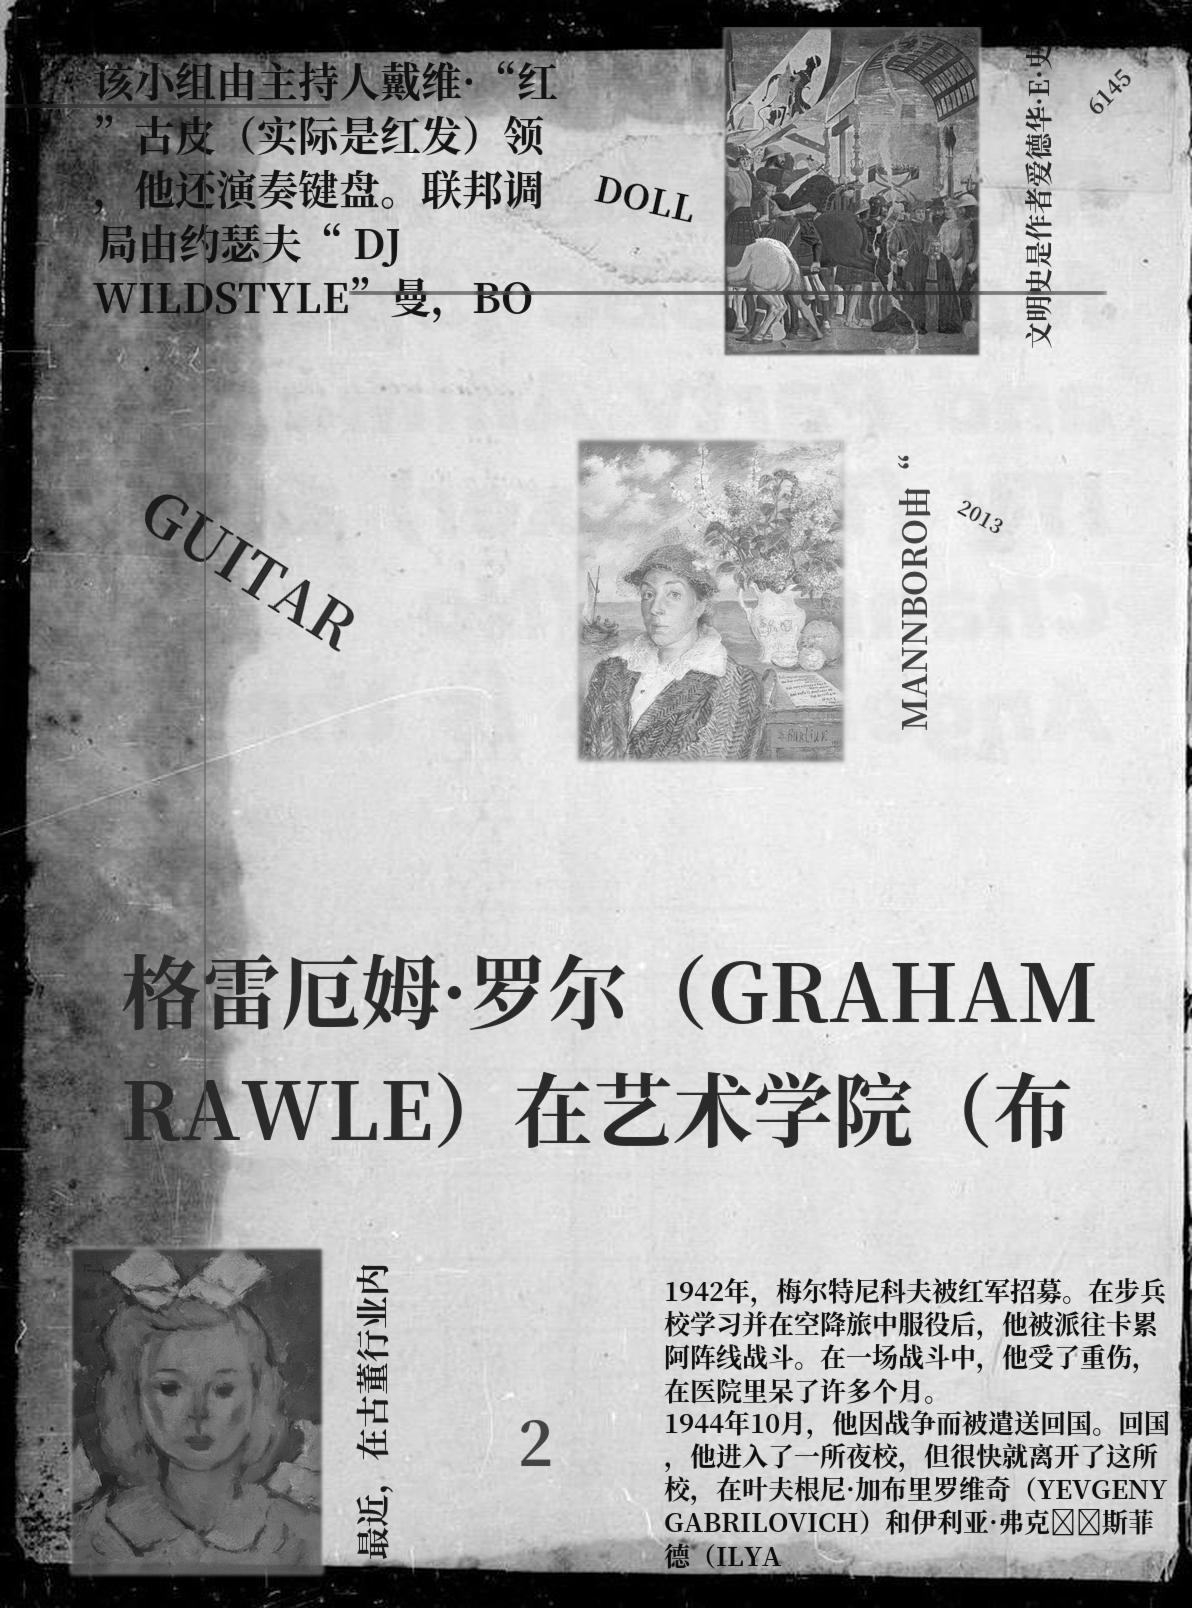 该小组由主持人戴维·“红
”古皮（实际是红发）领
，他还演奏键盘。联邦调
局由约瑟夫“ DJ
WILDSTYLE”曼，BO
DOLL
文明史是作者爱德华·E·史
6145
GUITAR
MANNBORO由“
2013
格雷厄姆·罗尔（GRAHAM
RAWLE）在艺术学院（布
最近，在古董行业内
2
1942年，梅尔特尼科夫被红军招募。在步兵
校学习并在空降旅中服役后，他被派往卡累
阿阵线战斗。在一场战斗中，他受了重伤，
在医院里呆了许多个月。
1944年10月，他因战争而被遣送回国。回国
，他进入了一所夜校，但很快就离开了这所
校，在叶夫根尼·加布里罗维奇（YEVGENY
GABRILOVICH）和伊利亚·弗克斯菲
德（ILYA